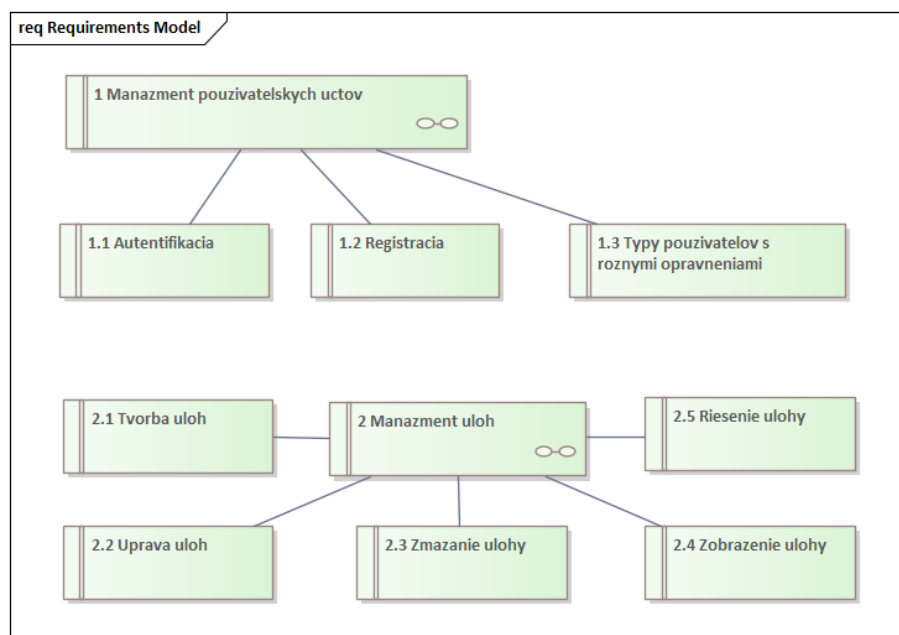 req Requirements Model
1 Manazment pouzivatelskych uctov
1.1 Autentifikacia
1.2 Registracia
1.3 Typy pouzivatelov s
roznymi opravneniami
2.1 Tvorba uloh
2 Manazment uloh
2.5 Riesenie ulohy
2.2 Uprava uloh
2.3 Zmazanie ulohy
2.4 Zobrazenie ulohy